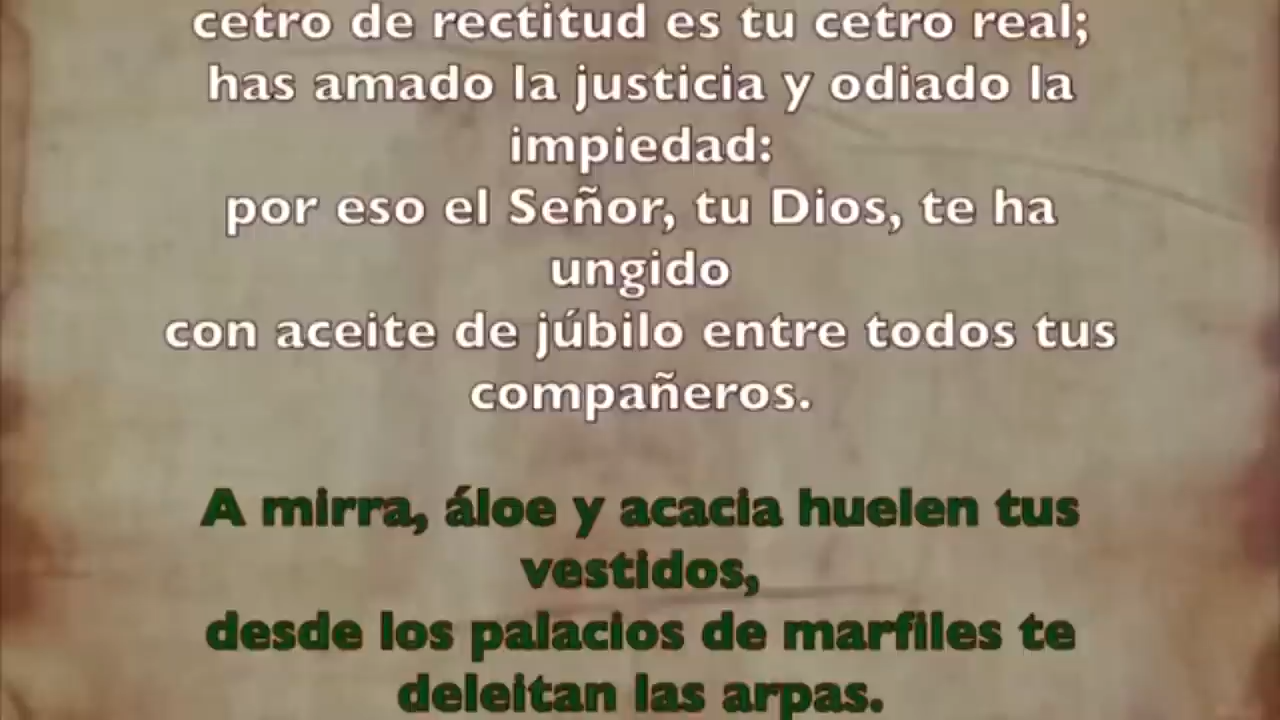 cetro de rectitud es tu cetro real;
has amado la justicia y odiado la
impiedad:
por eso el Señor, tu Dios, te ha
ungido
con aceite de júbilo entre todos tus
compañeros.
A mirra, áloe y acacia huelen tus
vestidos,
desde los palacios de marfiles te
deleitan las arpas.